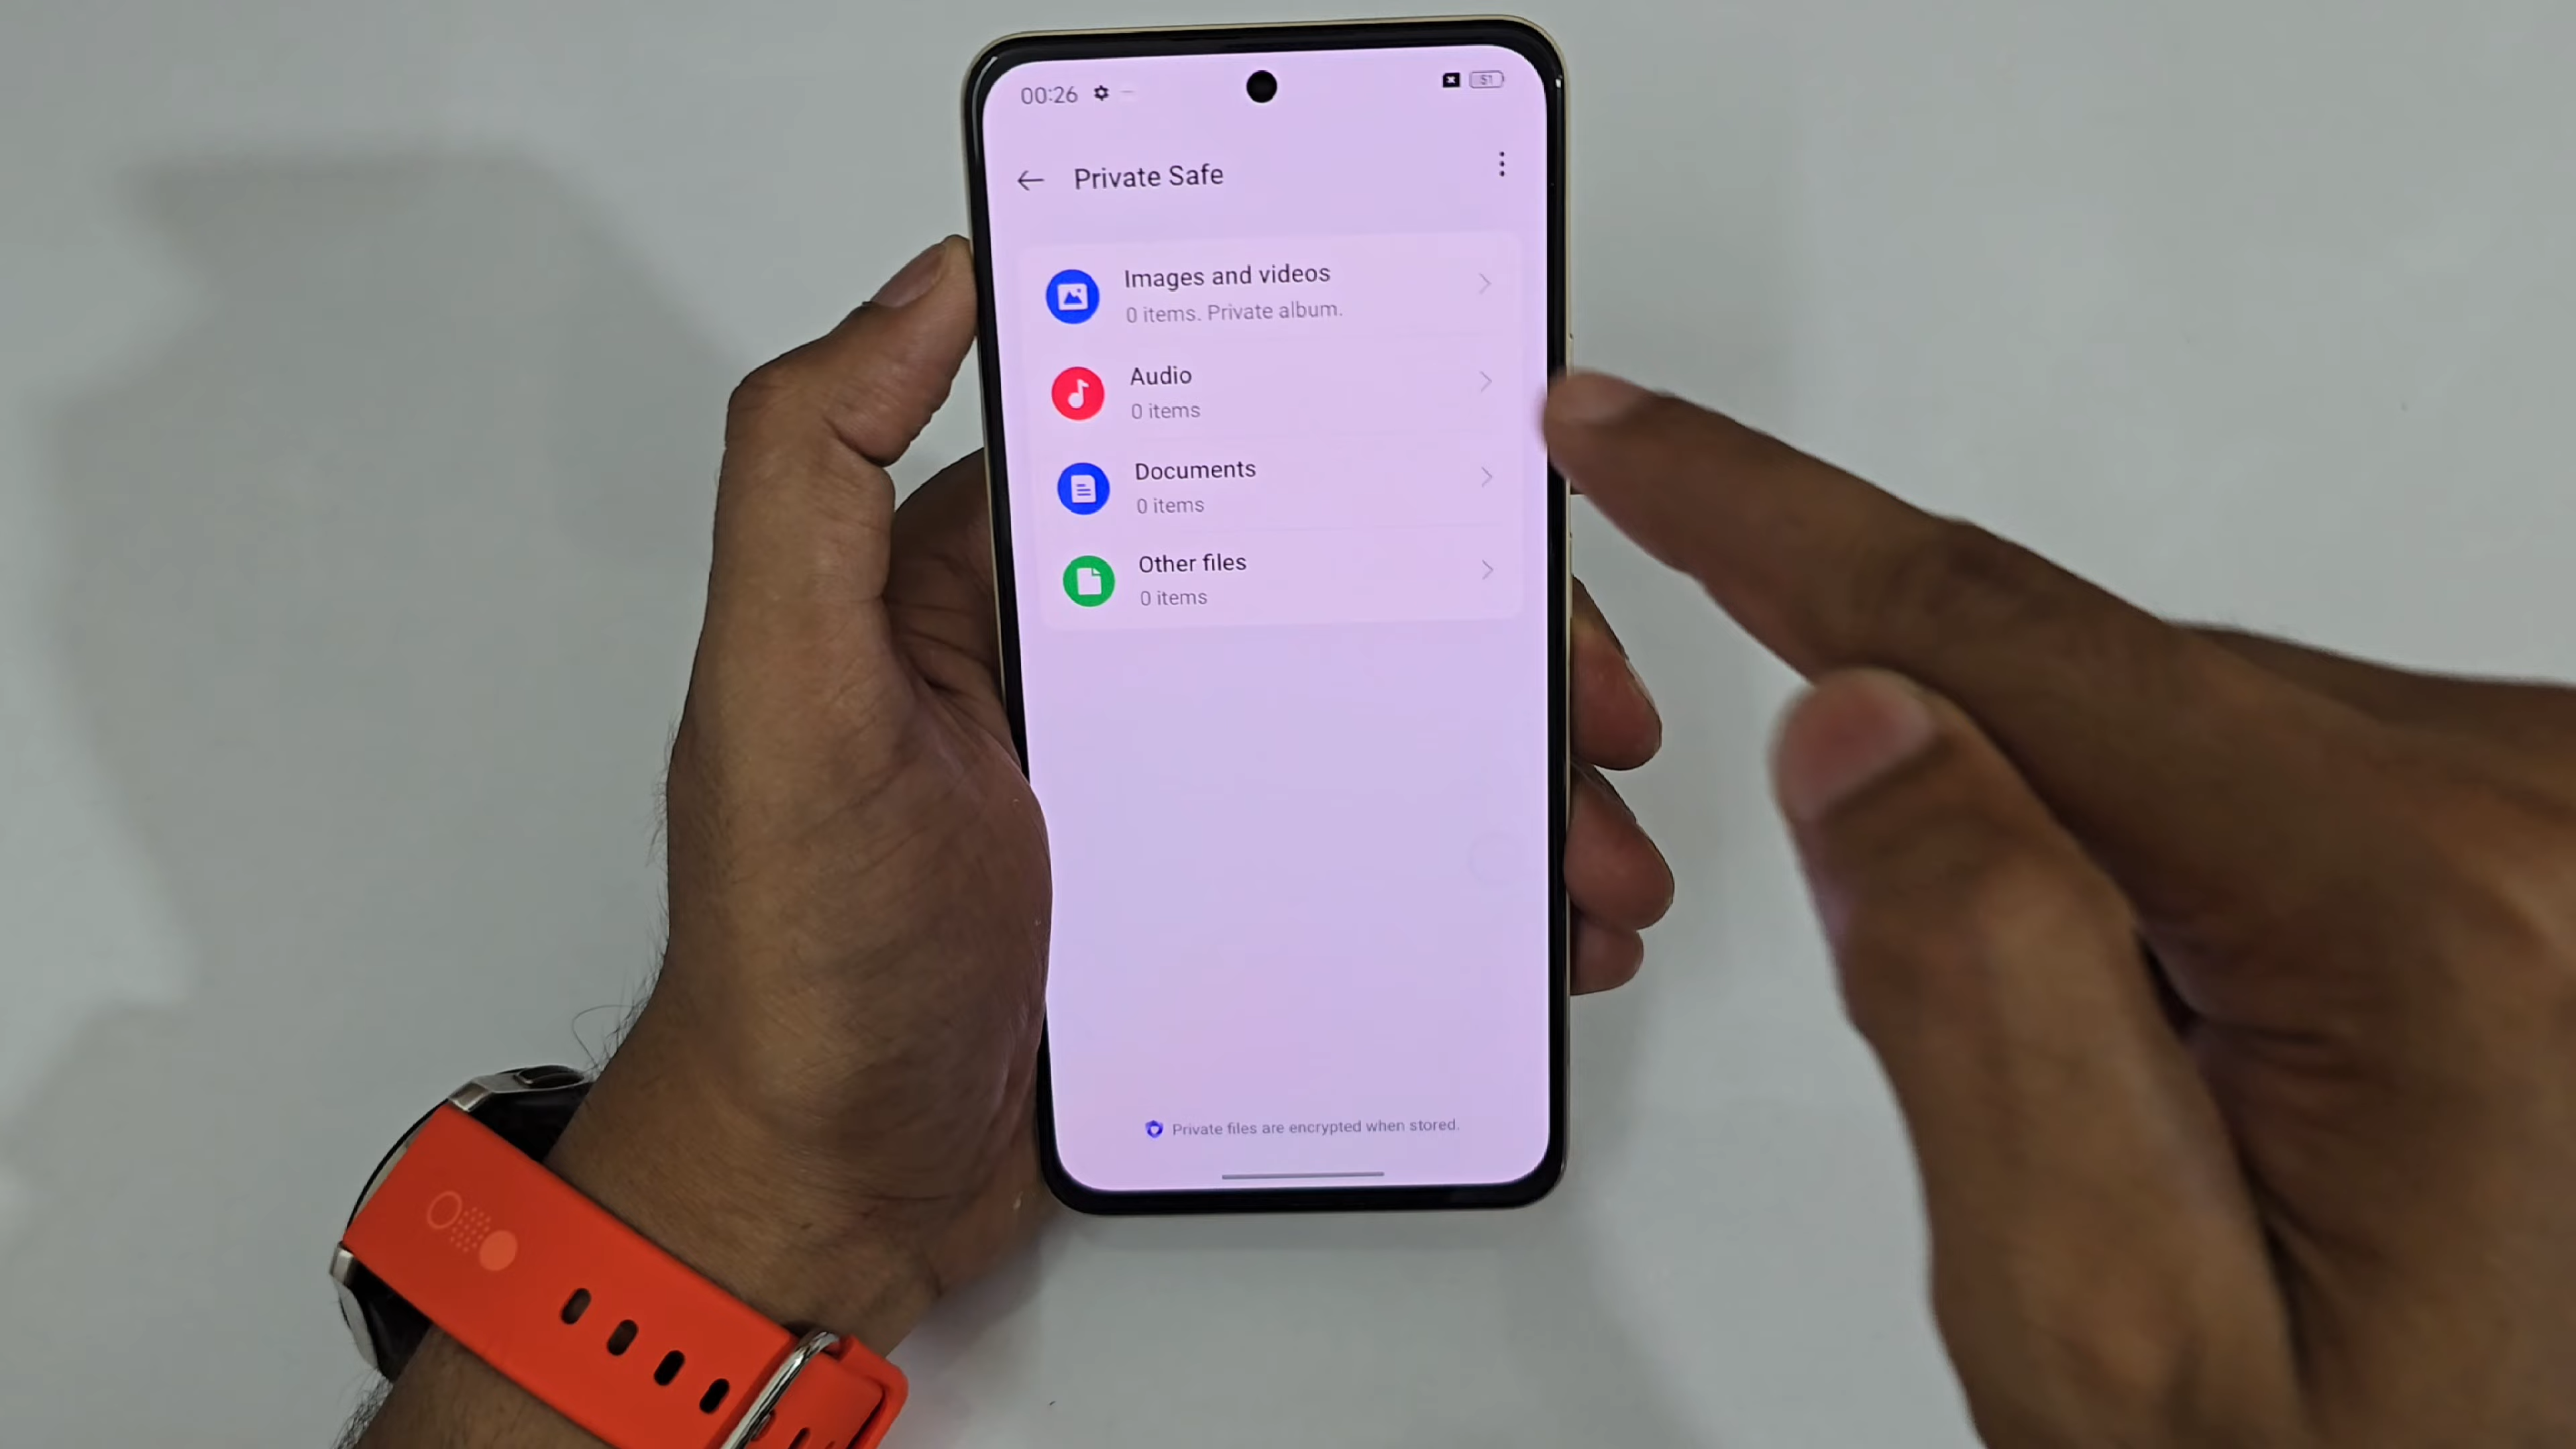 00:26
51
Private Safe
Images and videos
0 items. Private album.
Audio
0 items
Documents
0 items
Other files
0 items
Private files are encrypted when stored.